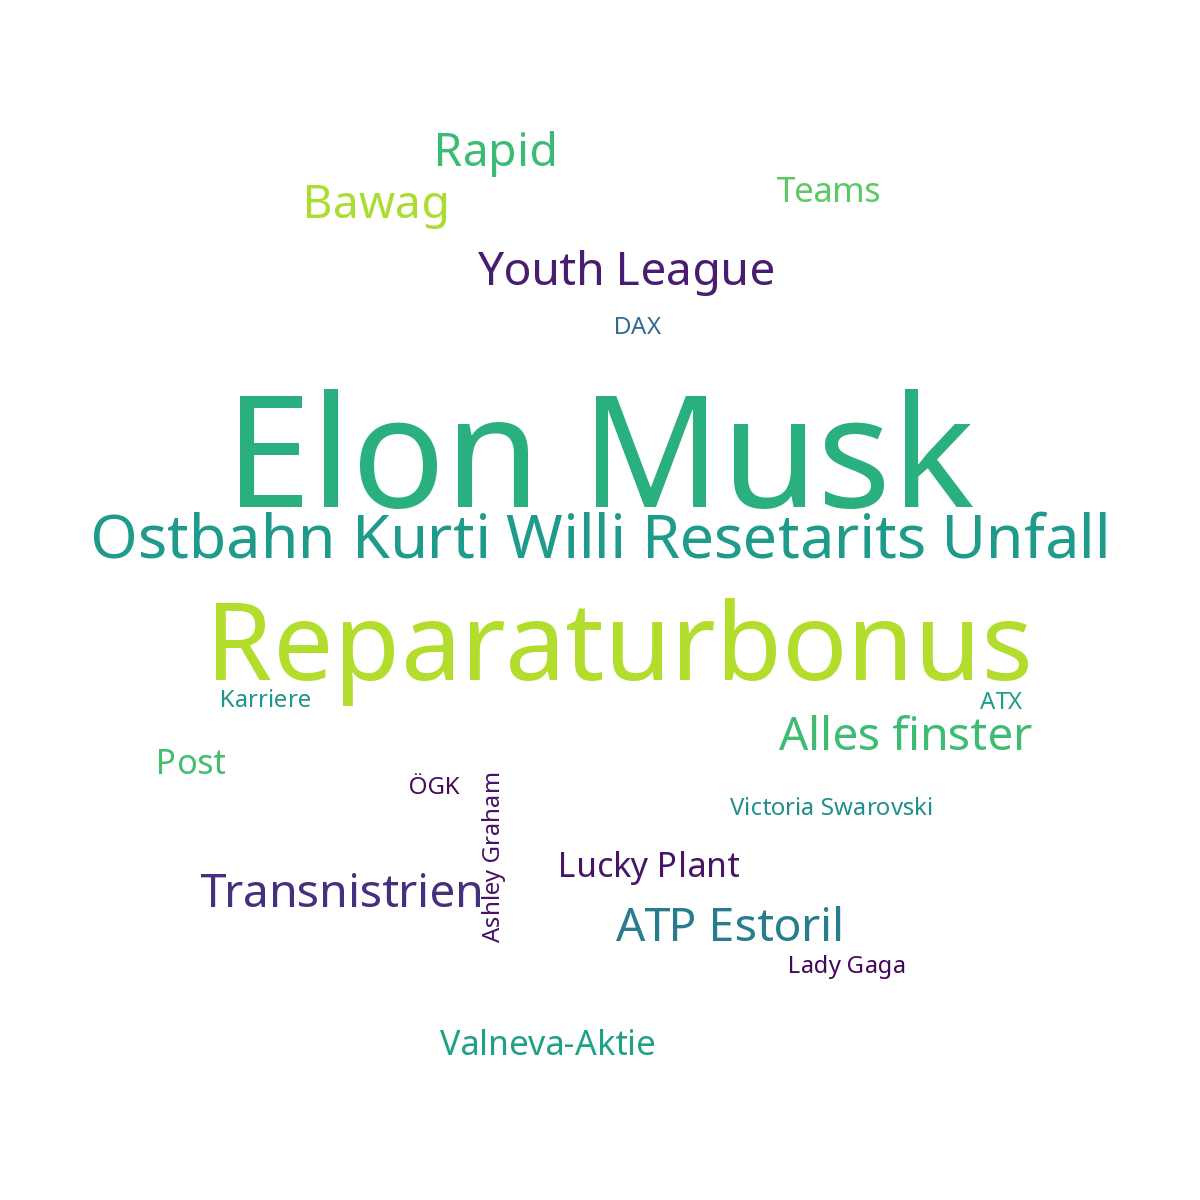 Rapid
Teams
Bawag
Youth League
DAX
Elon Musk
Ostbahn Kurti Willi Resetarits Unfall
Reparaturbonus
Karriere
ATX
Alles finster
Post
ÖGK
Ashley Graham
Victoria Swarovski
Lucky Plant
Transnistrien
ATP Estoril
Lady Gaga
Valneva-Aktie